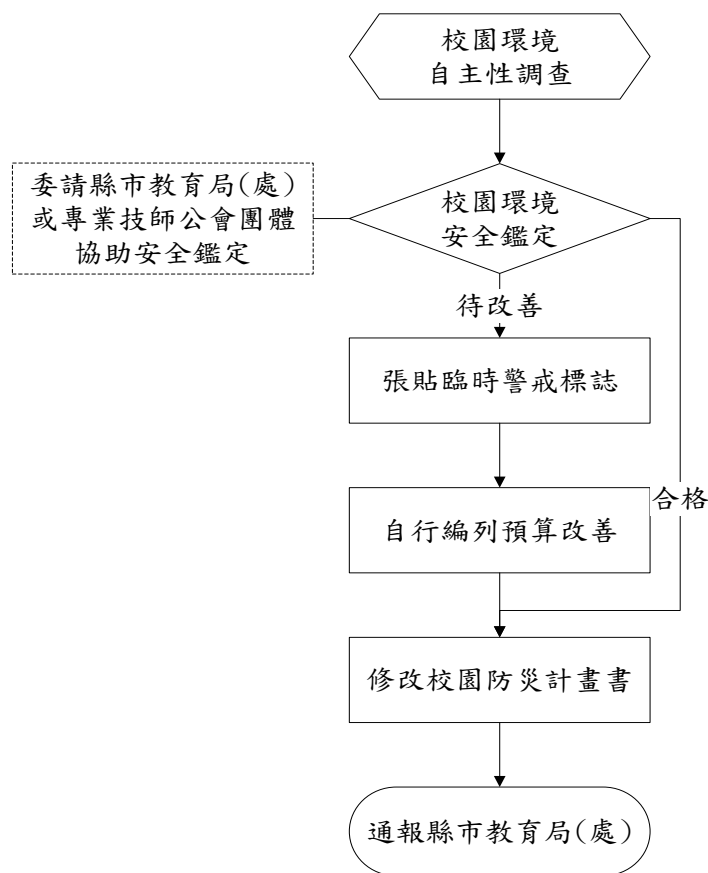 校園環境
自主性調查
委請縣市教育局(處)
或專業技師公會團體
協助安全鑑定
校園環境
安全鑑定
待改善
張貼臨時警戒標誌
合格
自行編列預算改善
修改校園防災計畫書
通報縣市教育局(處)